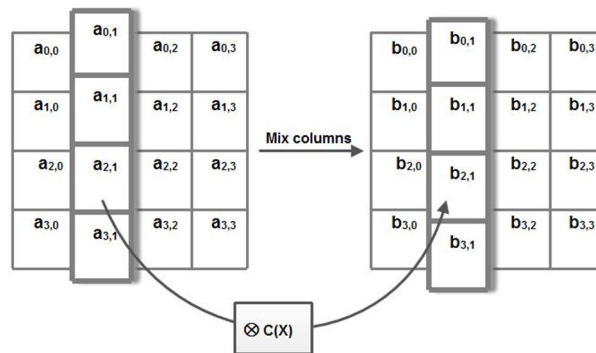 a0,0 a0,1 a0,2 a0,3 b0,0 b0,1 b0,2 b0,3
a1,0 a1,1 a1,2 a1,3 b1,0 b1,1 b1,2 b1,3
Mix columns
a2,0 a2,1 a2,2 a2,3 b2,0 b2,1 b2,2 b2,3
a3,0 a3,1 a3,2 a3,3 b3,0 b3,1 b3,2 b3,3
⊗ C(X)